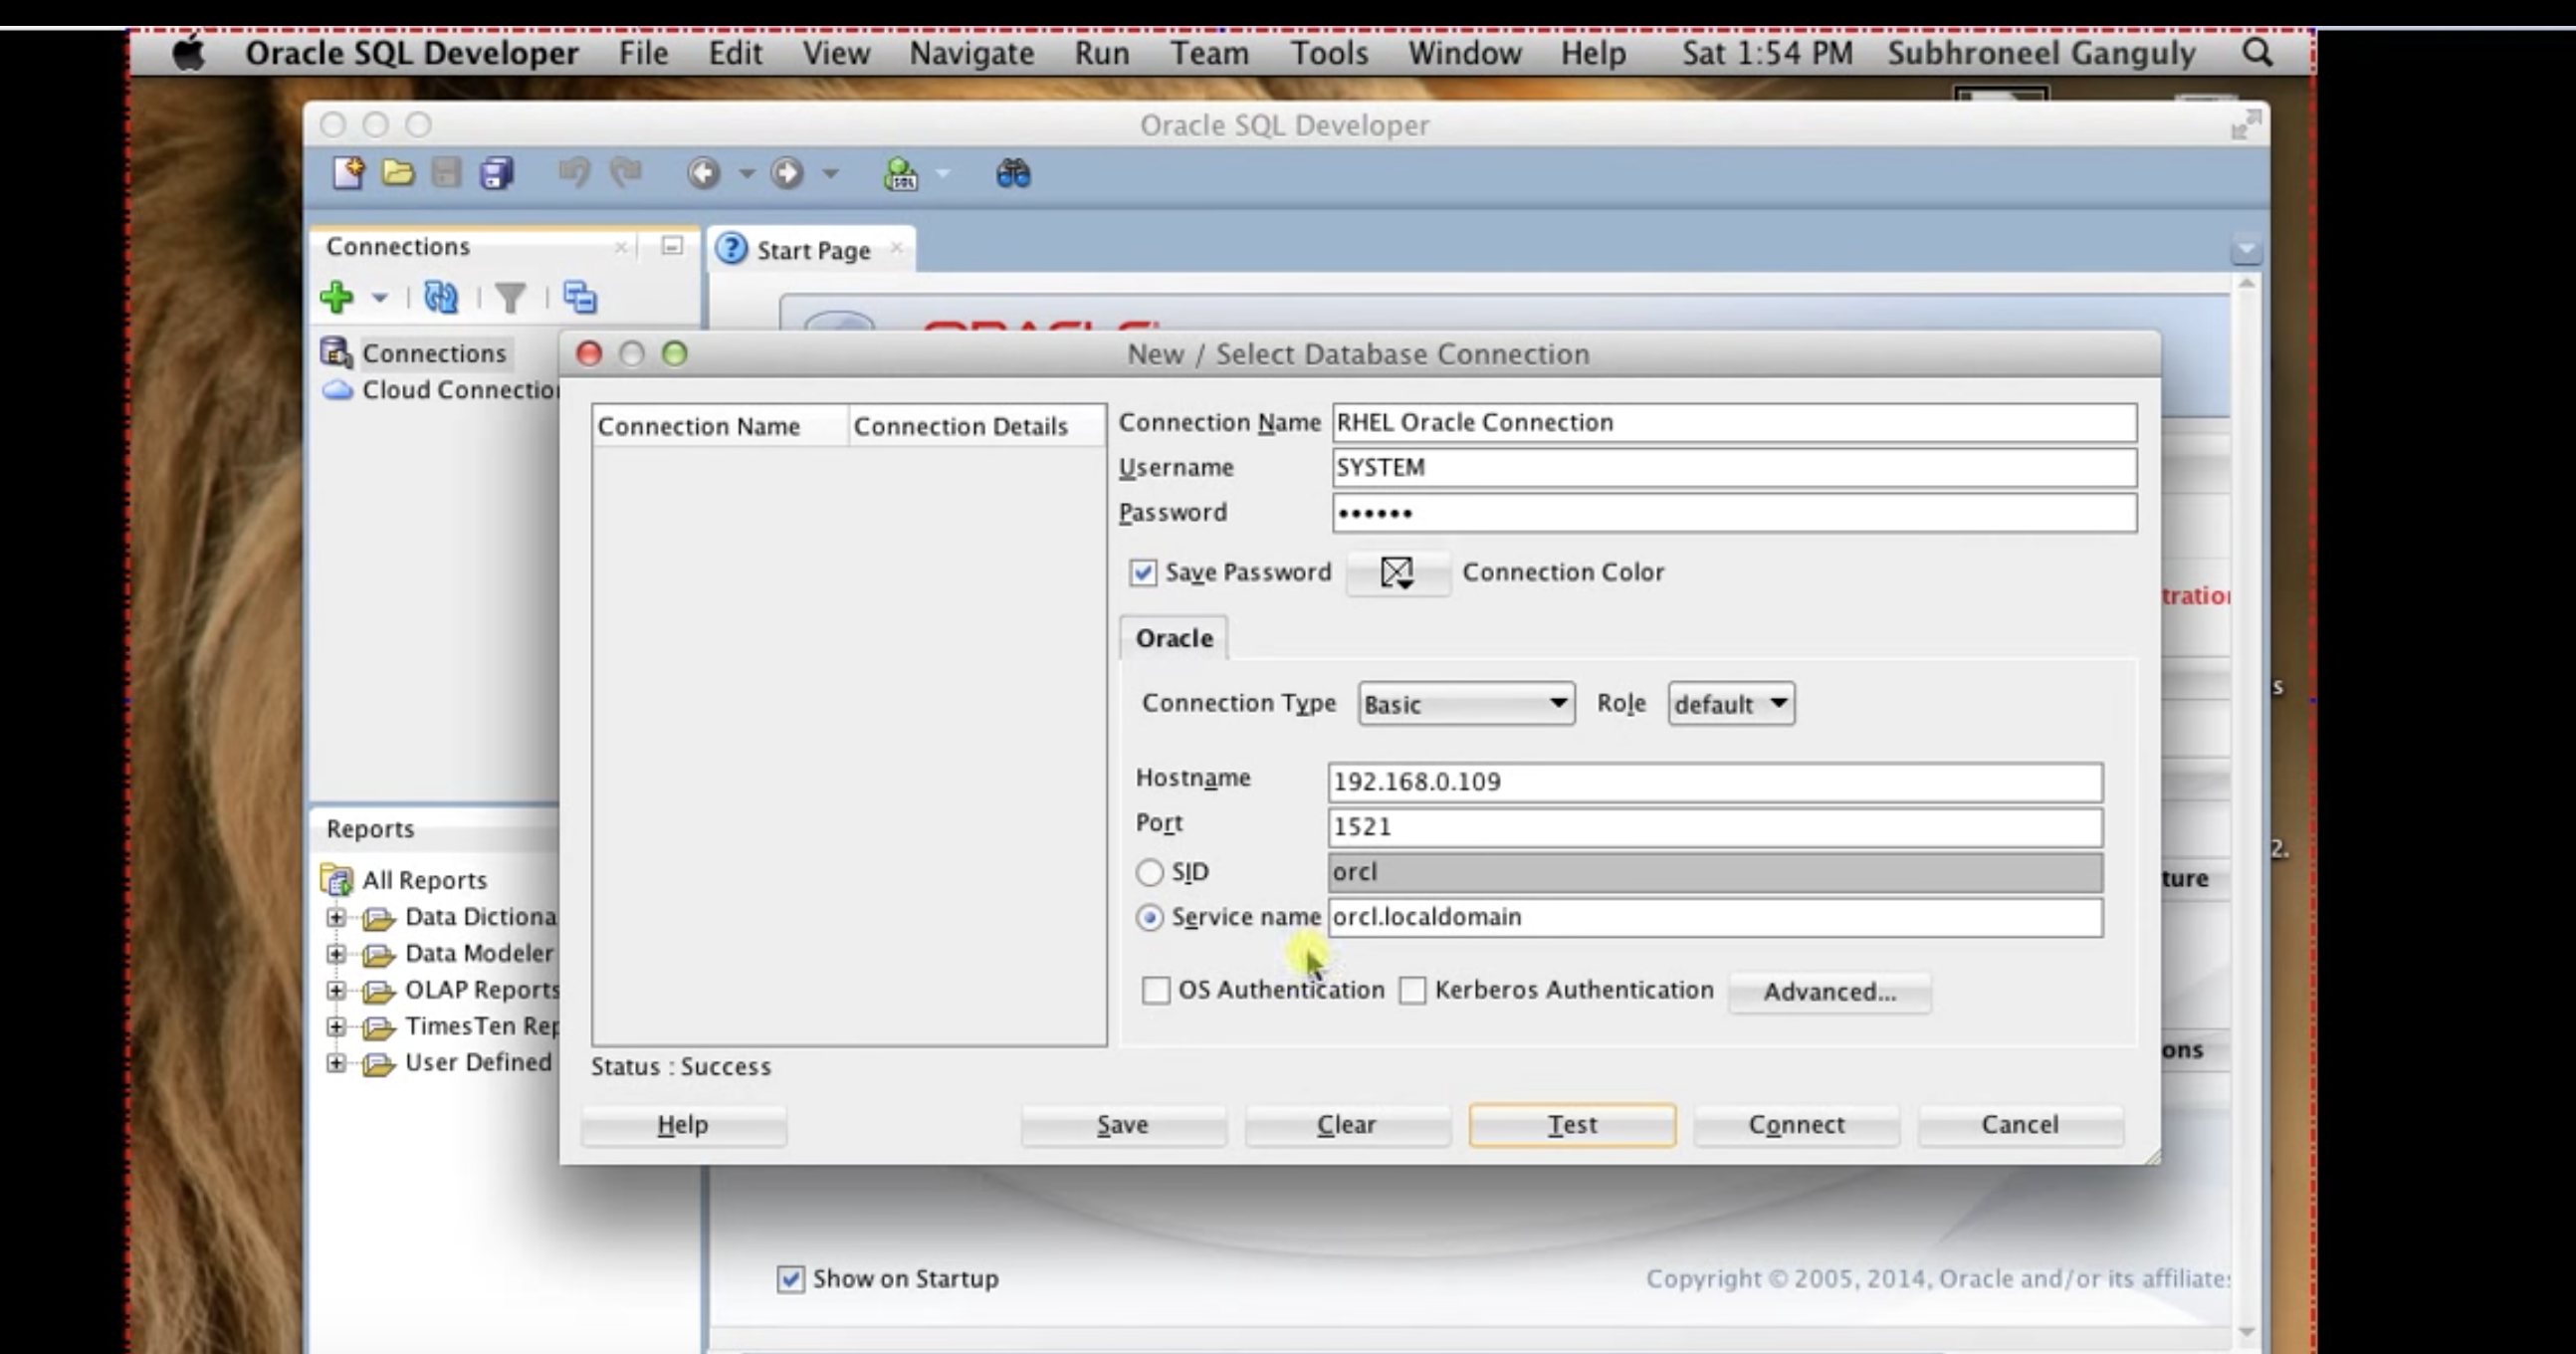 Oracle SQL Developer File Edit View Navigate Run Team Tools Window Help Sat 1:54 PM Subhroneel Ganguly
Oracle SQL Developer
Connections
Start Page
Connections
Cloud Connectio
New / Select Database Connection
Connection Name Connection Details
Connection Name RHEL Oracle Connection
Username SYSTEM
Password ••••••
Save Password Connection Color
Oracle
Connection Type Basic Role default
Hostname 192.168.0.109
Port 1521
SID orcl
Service name orcl.localdomain
OS Authentication Kerberos Authentication Advanced...
Status : Success
Help Save Clear Test Connect Cancel
Reports
All Reports
Data Dictiona
Data Modeler
OLAP Reports
TimesTen Rep
User Defined
tration
s
2.
ture
ons
Show on Startup
Copyright © 2005, 2014, Oracle and/or its affiliates